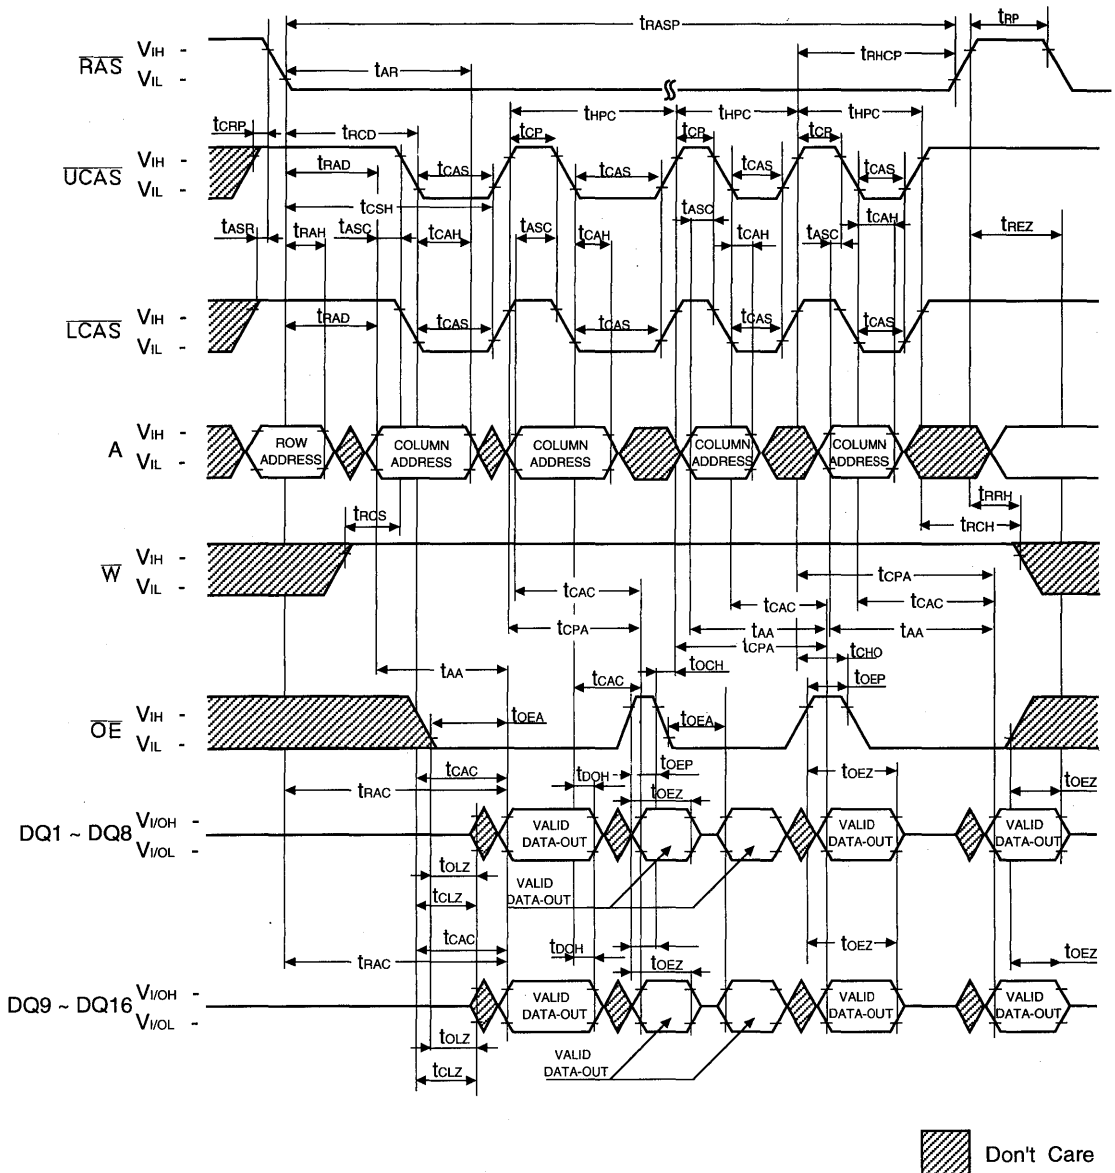 tRASP tRP
RAS VIH - tRHCP
VIL - tAR
tHPC tHPC tHPC
tCRP tRCD tCP tCP tCP
UCAS VIH - tRAD tCAS tCAS tCAS tCAS
VIL - tCSH
tASR tRAH tASC tCAH tASC tCAH tASC tCAH tASC tCAH tREZ
LCAS VIH - tRAD tCAS tCAS tCAS tCAS
VIL -
A VIH - ROW ADDRESS COLUMN ADDRESS COLUMN ADDRESS COLUMN ADDRESS COLUMN ADDRESS
VIL -
tRRH
tRCS tRCH
W VIH -
VIL - tCPA
tCAC tCAC tCAC
tCPA tAA tAA
tCPA tCHO
tAA tOCH
tCAC tOEP
OE VIH - tOEA tOEA
VIL -
tCAC tDOH tOEP tOEZ
tRAC tOEZ tOEZ
DQ1 ~ DQ8 VI/OH - VALID DATA-OUT VALID DATA-OUT VALID DATA-OUT
VI/OL -
tOLZ VALID
tCLZ DATA-OUT
tCAC tDOH tOEZ
tRAC tOEZ tOEZ
DQ9 ~ DQ16 VI/OH - VALID DATA-OUT VALID DATA-OUT VALID DATA-OUT
VI/OL -
tOLZ VALID
tCLZ DATA-OUT
Don't Care